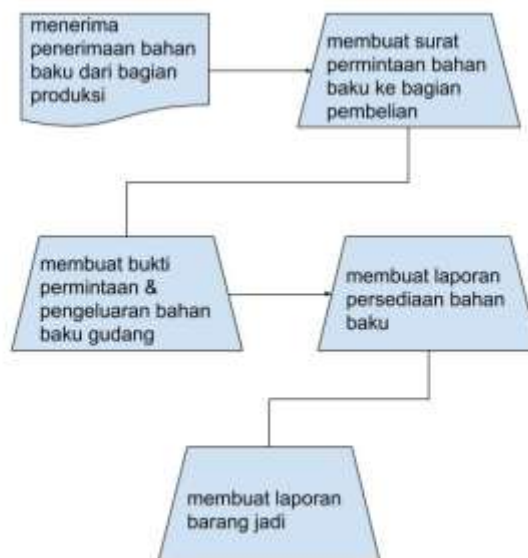 menerima
penerimaan bahan
baku dari bagian
produksi
membuat surat
permintaan bahan
baku ke bagian
pembelian
membuat bukti
permintaan &
pengeluaran bahan
baku gudang
membuat laporan
persediaan bahan
baku
membuat laporan
barang jadi